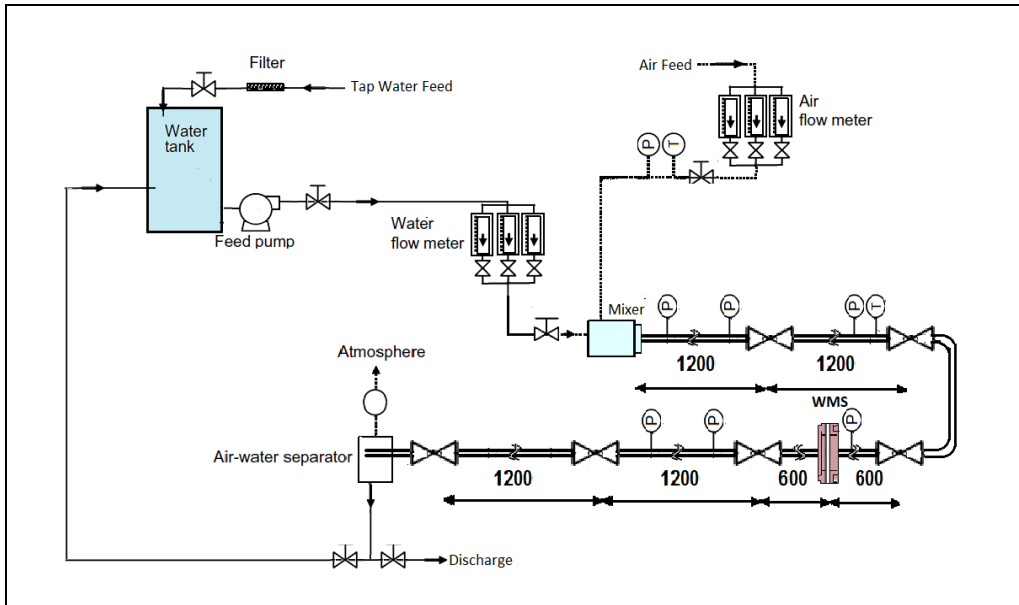 Filter
Tap Water Feed
Air Feed
Air
flow meter
Water
tank
P
T
Feed pump
Water
flow meter
Mixer
P
P
P
T
1200
1200
Atmosphere
WMS
P
P
P
Air-water separator
1200
1200
600
600
Discharge